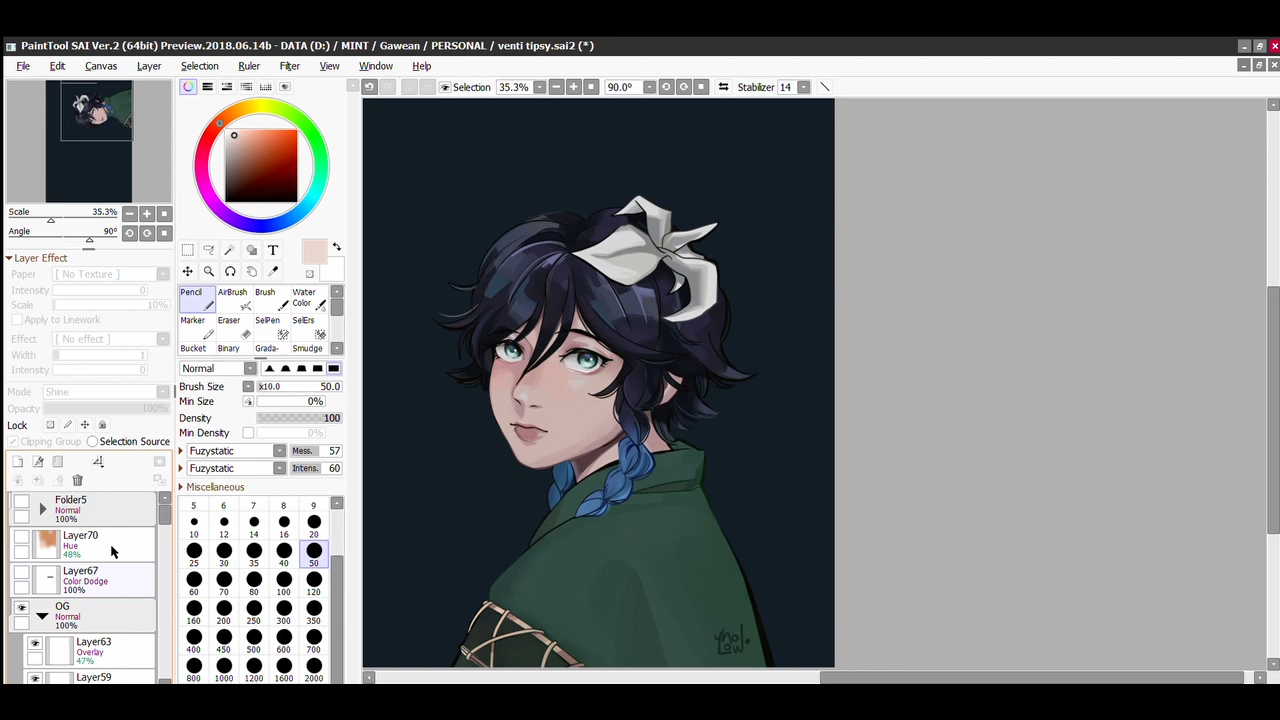 PaintTool SAI Ver.2 (64bit) Preview.2018.06.14b - DATA (D:) / MINT / Gawean / PERSONAL / venti tipsy.sai2 (*)
File Edit Canvas Layer Selection Ruler Filter View Window Help
Selection 35.3% 90.0° Stabilizer 14
Scale 35.3%
Angle 90°
Layer Effect
Paper [ No Texture ]
Intensity 0
Scale 10%
Apply to Linework
Effect [ No effect ]
Width 1
Intensity 0
Mode Shine
Opacity 100%
Lock
Clipping Group Selection Source
Folder5
Normal
100%
Layer70
Hue
48%
Layer67
Color Dodge
100%
OG
Normal
100%
Layer63
Overlay
47%
Layer59
T
Pencil AirBrush Brush Water Color
Marker Eraser SelPen SelErs
Bucket Binary Grada- Smudge
Normal
Brush Size x10.0 50.0
Min Size 0%
Density 100
Min Density 0%
Fuzystatic Mess. 57
Fuzystatic Intens. 60
Miscellaneous
5 6 7 8 9
10 12 14 16 20
25 30 35 40 50
60 70 80 100 120
160 200 250 300 350
400 450 500 600 700
800 1000 1200 1600 2000